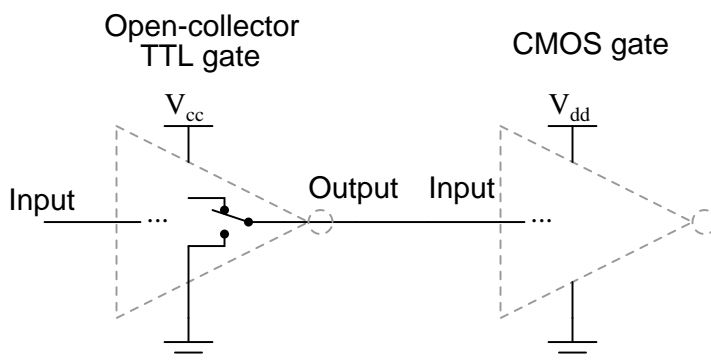 Open-collector
TTL gate
CMOS gate
Vcc
Vdd
Input
...
Output
Input
...